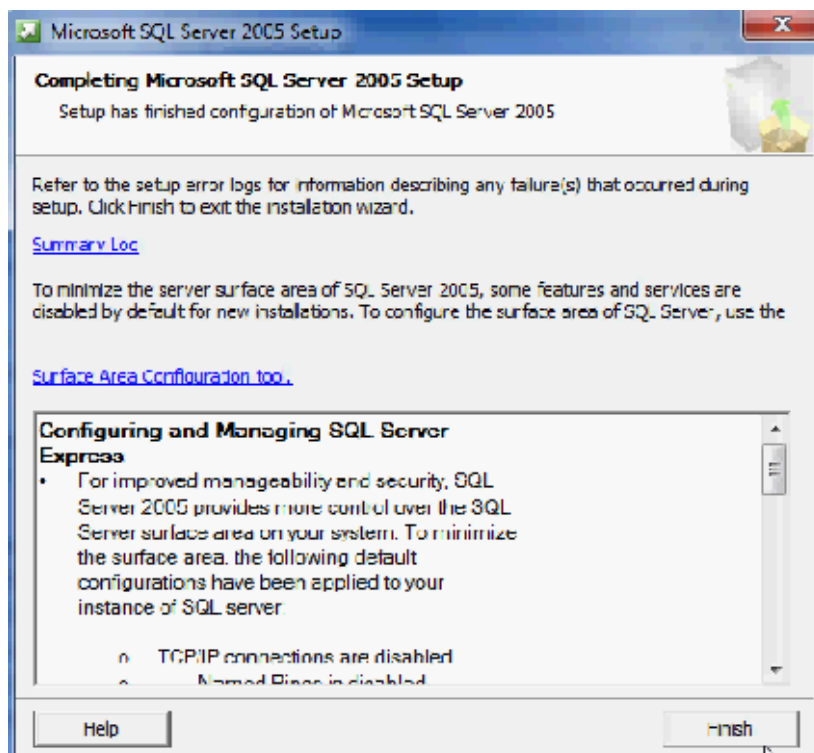 Microsoft SQL Server 2005 Setup
Completing Microsoft SQL Server 2005 Setup
Setup has finished configuration of Microsoft SQL Server 2005
Refer to the setup error logs for information describing any failure(s) that occurred during
setup. Click Finish to exit the installation wizard.
Summary Log
To minimize the server surface area of SQL Server 2005, some features and services are
disabled by default for new installations. To configure the surface area of SQL Server, use the
Surface Area Configuration tool.
Configuring and Managing SQL Server
Express
• For improved manageability and security, SQL
Server 2005 provides more control over the SQL
Server surface area on your system. To minimize
the surface area, the following default
configurations have been applied to your
instance of SQL server:
o TCP/IP connections are disabled
o Named Pipes is disabled
Help
Finish